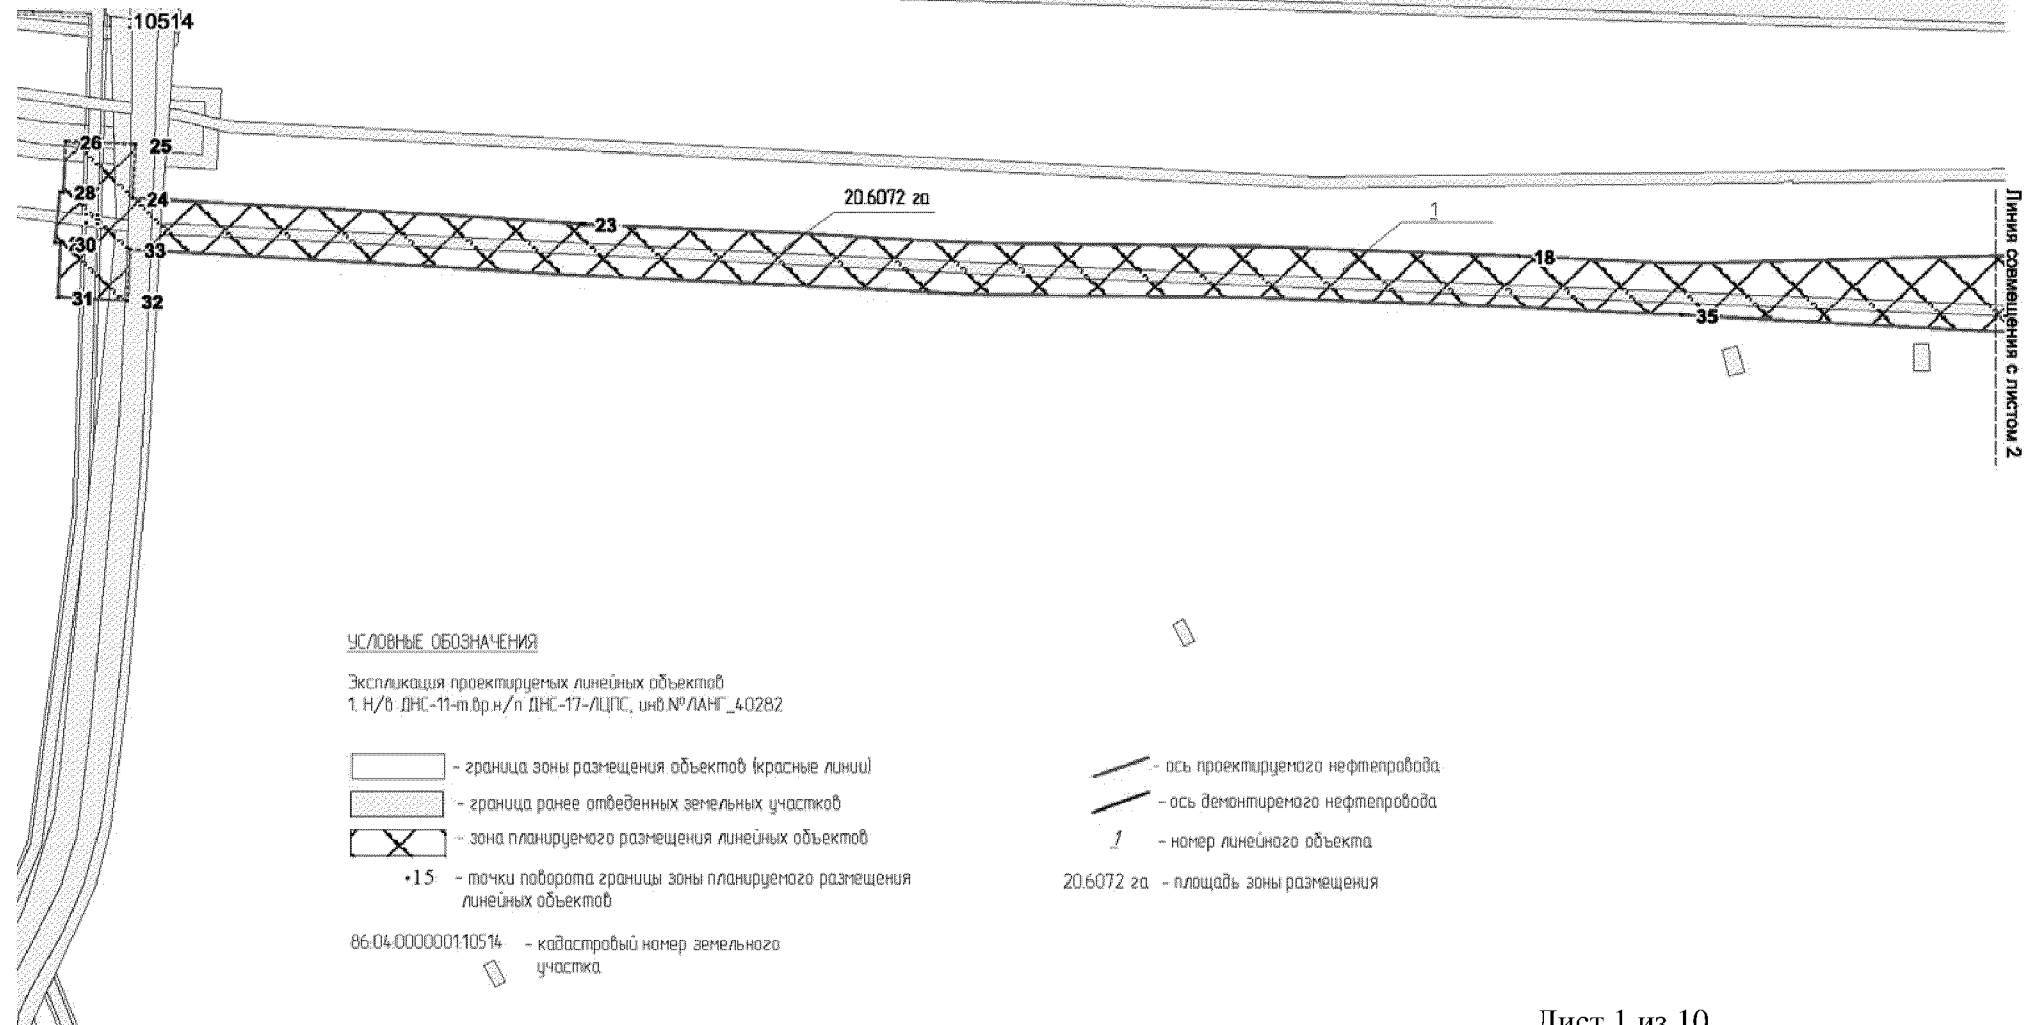 :10514
26
25
28
24
20.6072 га
1
23
30
33
18
31
32
35
Линия совмещения с листом 2
УСЛОВНЫЕ ОБОЗНАЧЕНИЯ
Экспликация проектируемых линейных объектов
1. Н/в ДНС-11-т.вр.н/п ДНС-17-ЛЦПС, инв.№ЛАНГ_40282
- граница зоны размещения объектов (красные линии)
- граница ранее отведенных земельных участков
- зона планируемого размещения линейных объектов
•15 - точки поворота границы зоны планируемого размещения
линейных объектов
86:04:0000001:10514 - кадастровый номер земельного
участка
- ось проектируемого нефтепровода
- ось демонтиремого нефтепровода
1 - номер линейного объекта
20.6072 га - площадь зоны размещения
Лист 1 из 10